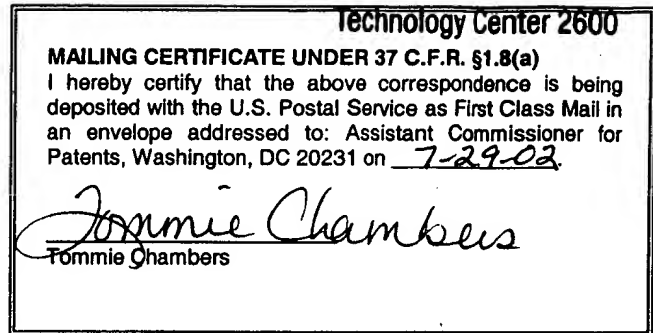 Technology Center 2600
MAILING CERTIFICATE UNDER 37 C.F.R. §1.8(a)
I hereby certify that the above correspondence is being
deposited with the U.S. Postal Service as First Class Mail in
an envelope addressed to: Assistant Commissioner for
Patents, Washington, DC 20231 on 7-29-02.
Tommie Chambers
Tommie Chambers